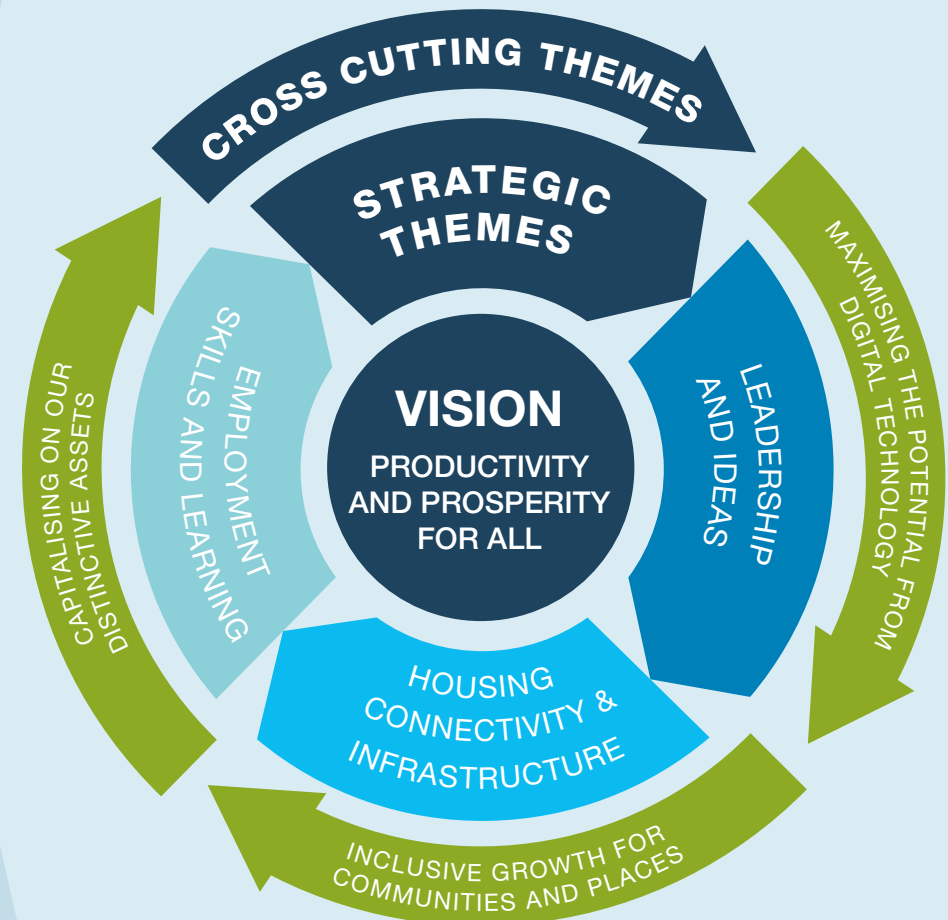 CROSS CUTTING THEMES
STRATEGIC
THEMES
MAXIMISING THE POTENTIAL FROM
DIGITAL TECHNOLOGY
LEADERSHIP
AND IDEAS
VISION
PRODUCTIVITY
AND PROSPERITY
FOR ALL
HOUSING
CONNECTIVITY &
INFRASTRUCTURE
INCLUSIVE GROWTH FOR
COMMUNITIES AND PLACES
EMPLOYMENT
SKILLS AND LEARNING
CAPITALISING ON OUR
DISTINCTIVE ASSETS